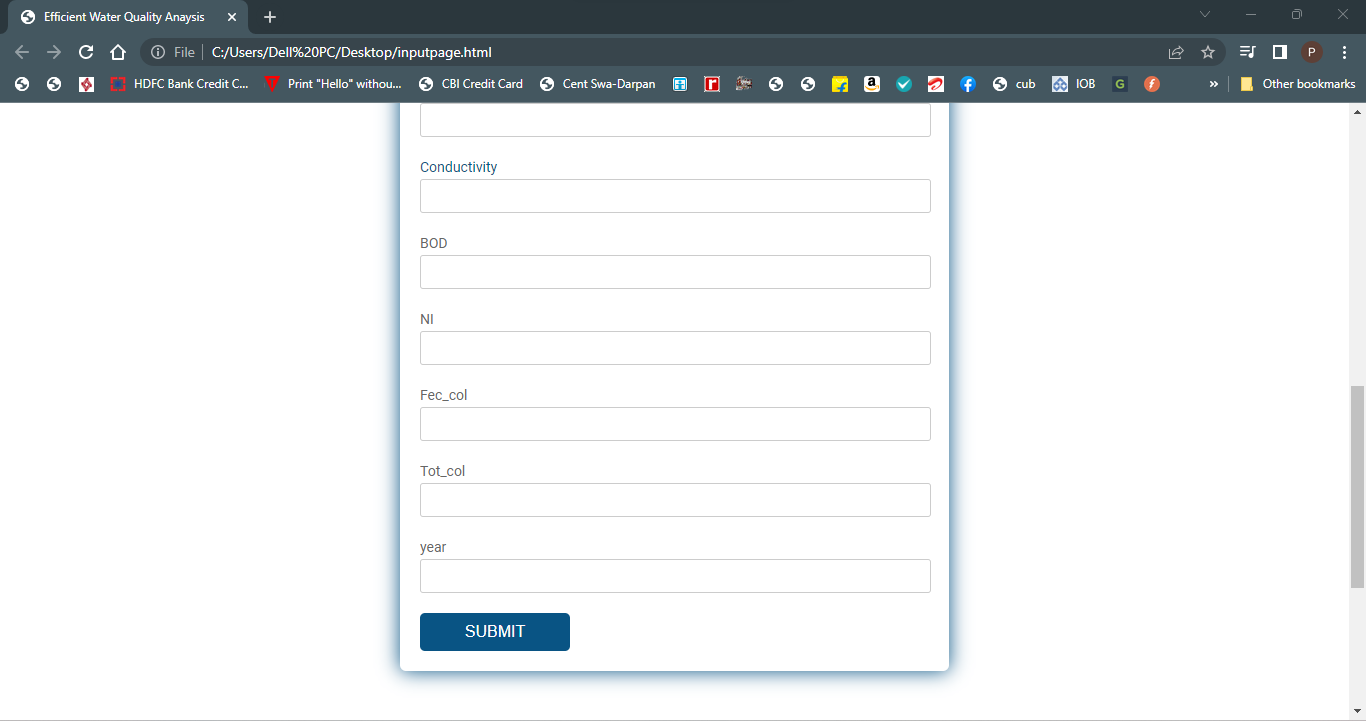 Efficient Water Quality Anaysis
File C:/Users/Dell%20PC/Desktop/inputpage.html P
HDFC Bank Credit C... Print "Hello" withou... CBI Credit Card Cent Swa-Darpan r a cub IOB G » Other bookmarks
Conductivity
BOD
NI
Fec_col
Tot_col
year
SUBMIT